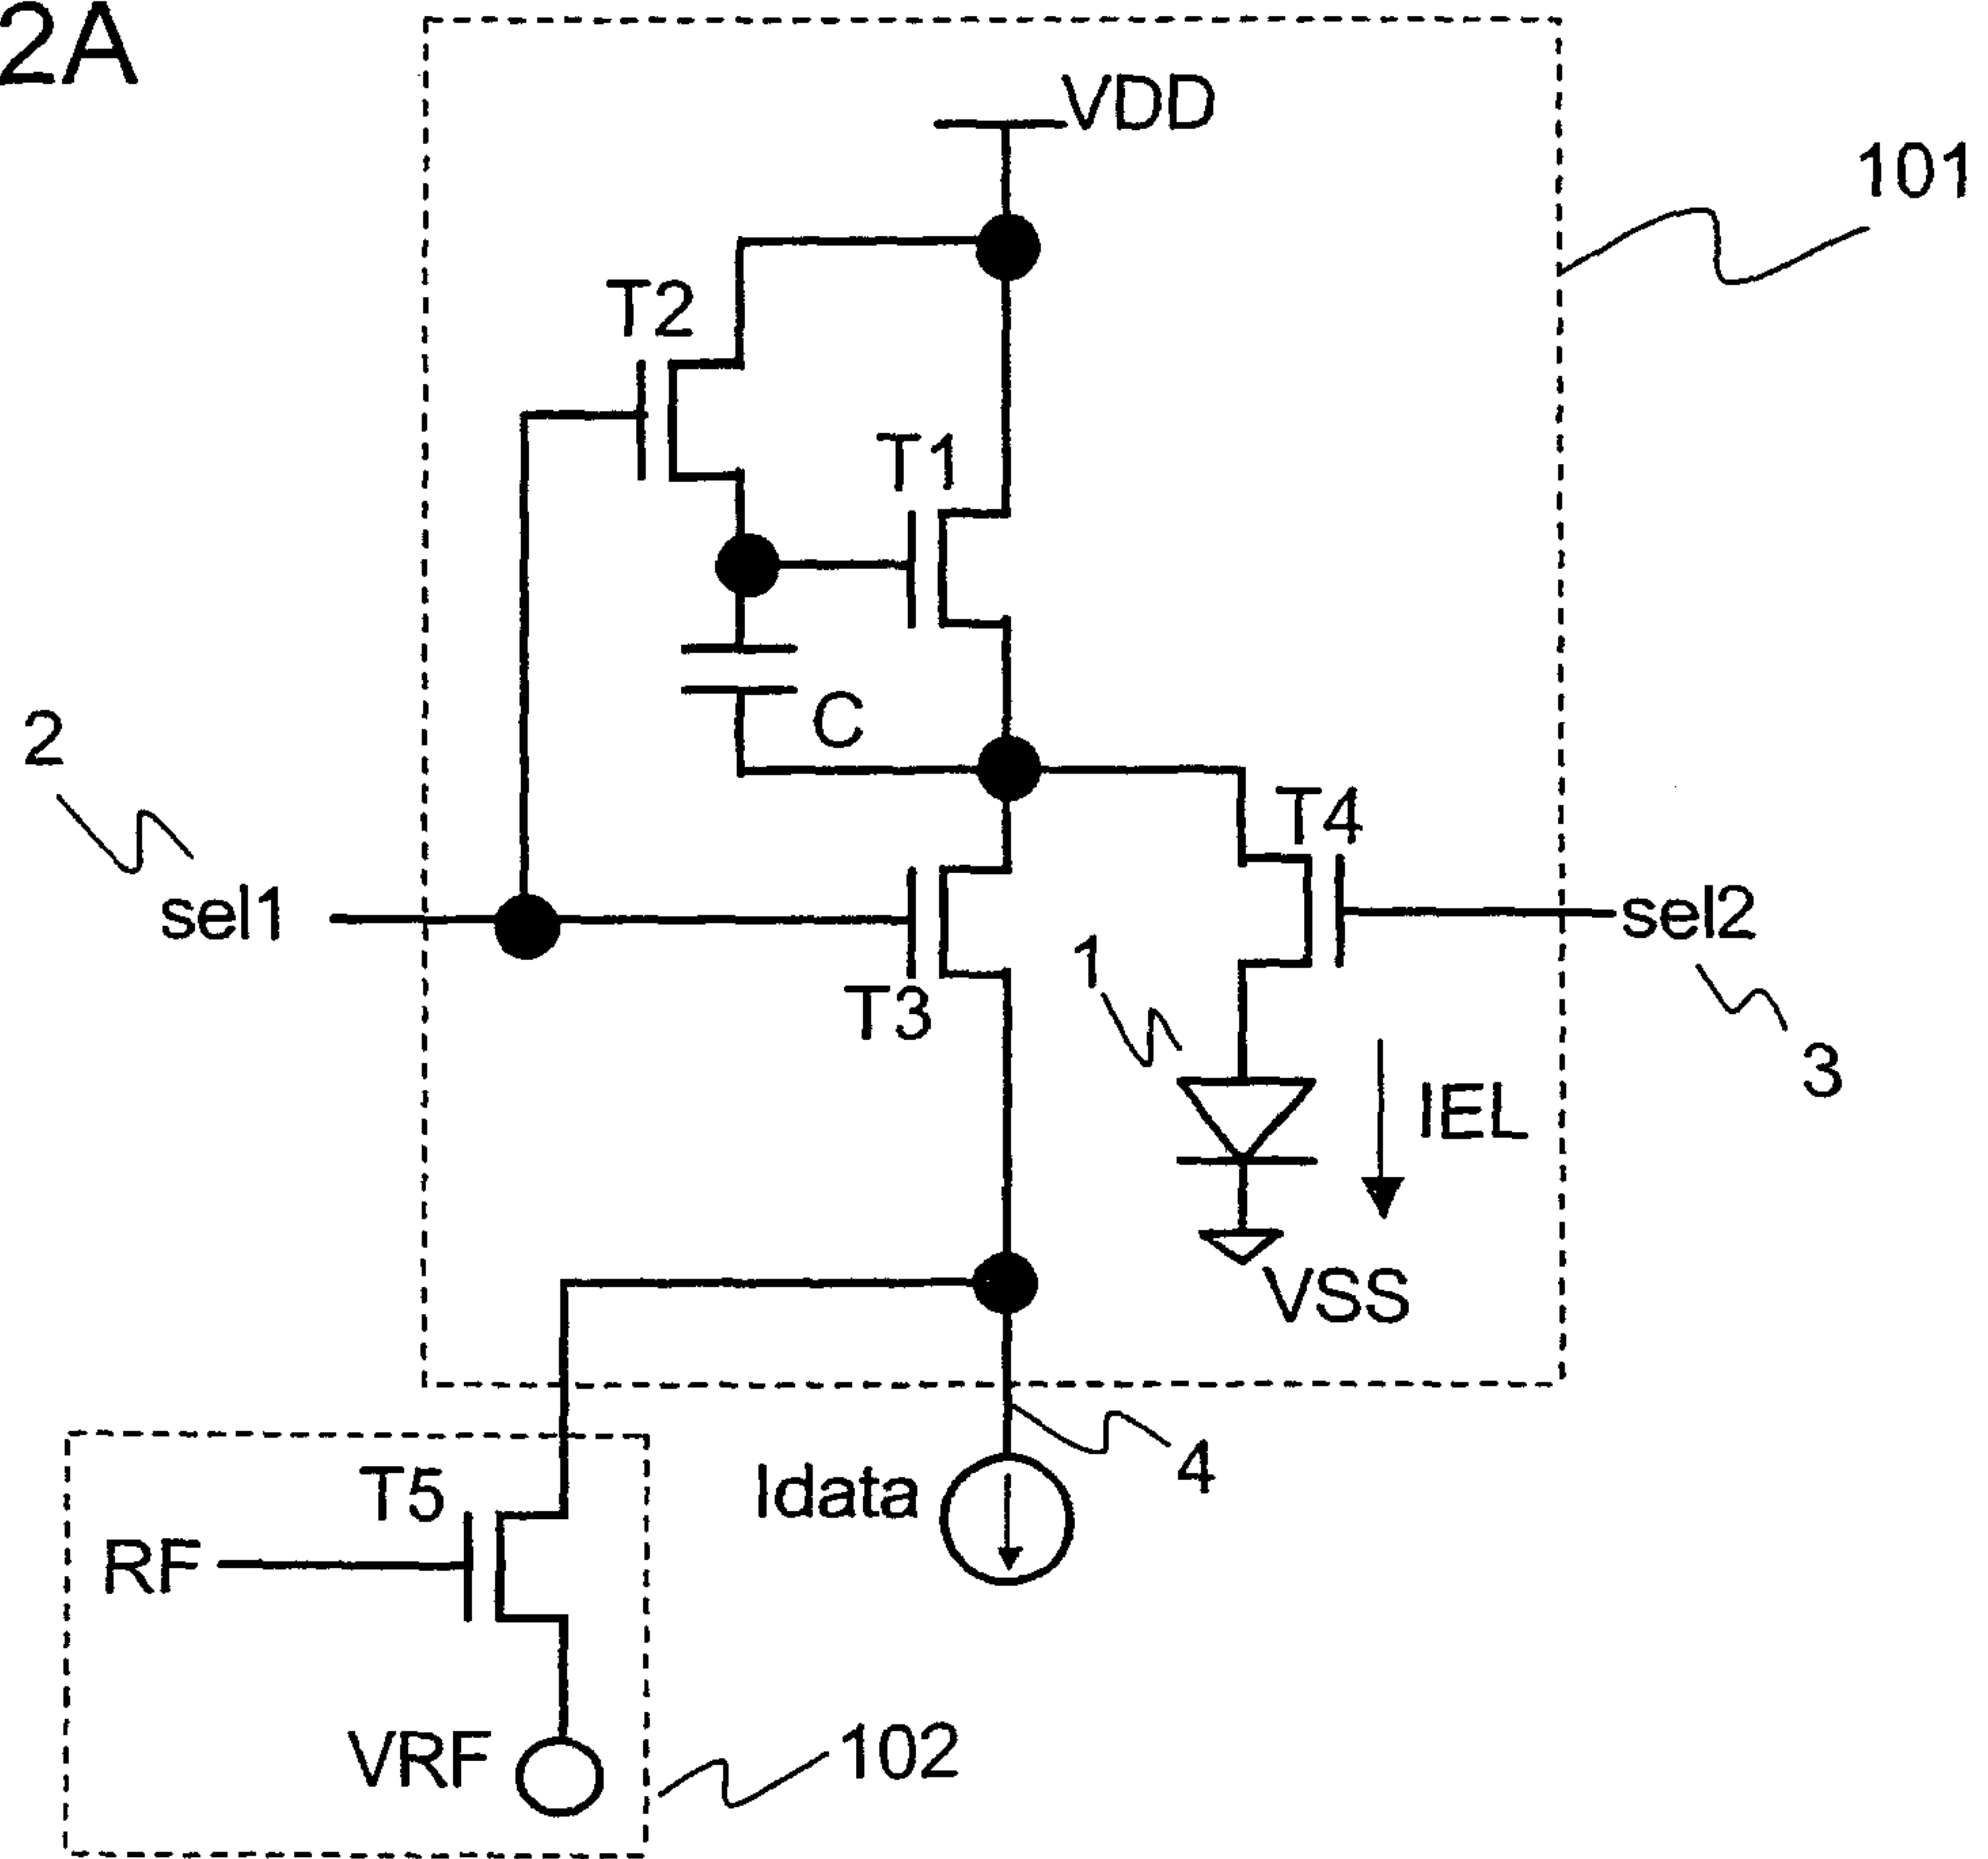 2A
VDD
101
T2
T1
C
2
T4
sel1
sel2
1
T3
3
IEL
VSS
4
Idata
T5
RF
VRF
102